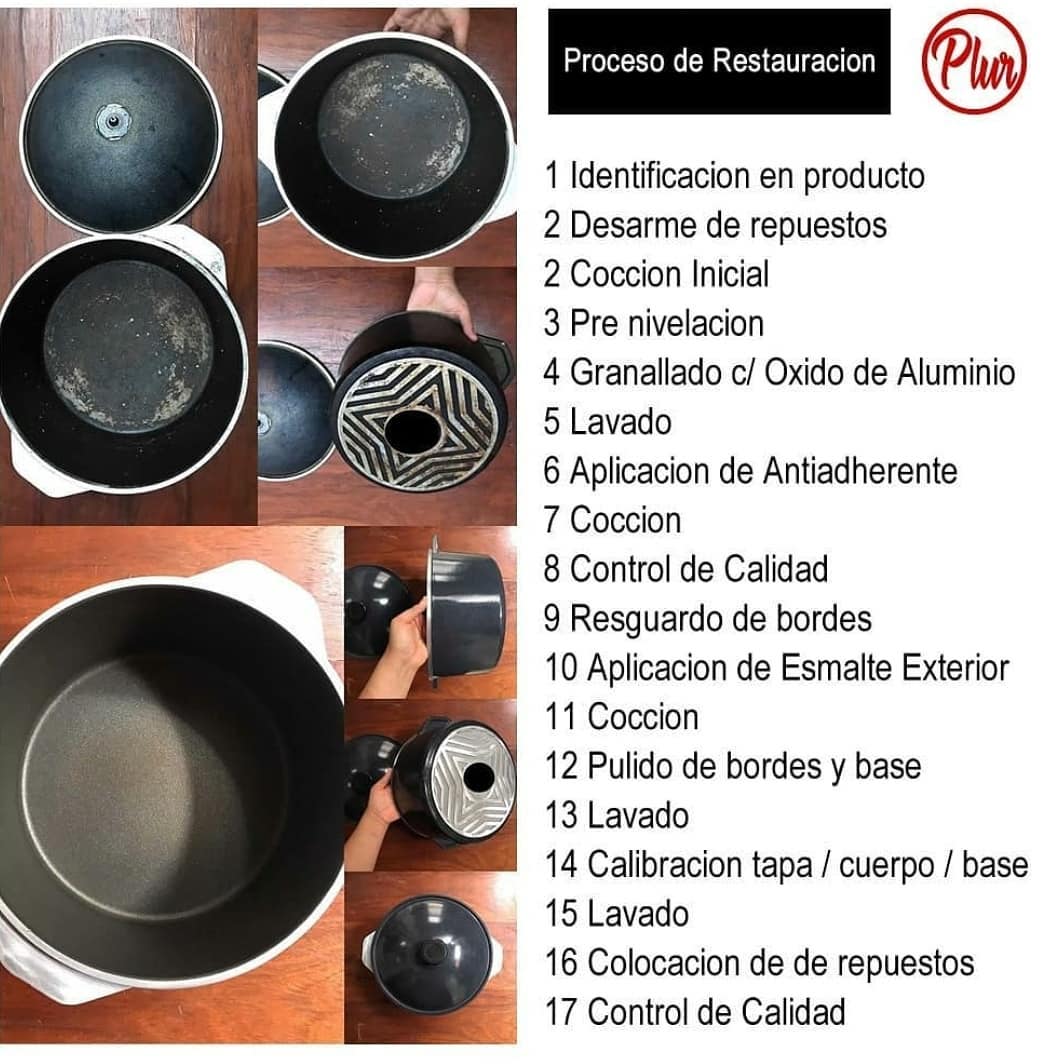 Proceso de Restauracion
Plur
1 Identificacion en producto
2 Desarme de repuestos
2 Coccion Inicial
3 Pre nivelacion
4 Granallado c/ Oxido de Aluminio
5 Lavado
6 Aplicacion de Antiadherente
7 Coccion
8 Control de Calidad
9 Resguardo de bordes
10 Aplicacion de Esmalte Exterior
11 Coccion
12 Pulido de bordes y base
13 Lavado
14 Calibracion tapa / cuerpo / base
15 Lavado
16 Colocacion de de repuestos
17 Control de Calidad